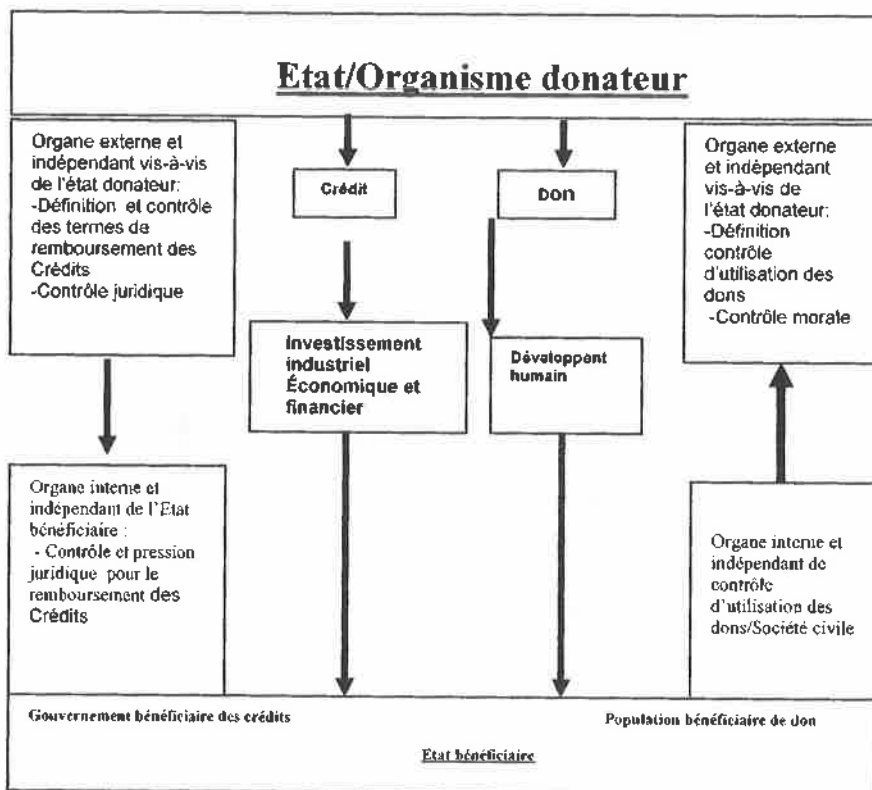 Etat/Organisme donateur
Organe externe et
indépendant vis-à-vis
de l'état donateur:
-Définition et contrôle
des termes de
remboursement des
Crédits
-Contrôle juridique
Crédit
Don
Organe externe
et indépendant
vis-à-vis de
l'état donateur:
-Définition
contrôle
d'utilisation des
dons
-Contrôle morale
Investissement
industriel
Économique et
financier
Développent
humain
Organe interne et
indépendant de l'Etat
bénéficiaire :
- Contrôle et pression
juridique pour le
remboursement des
Crédits
Organe interne et
indépendant de
contrôle
d'utilisation des
dons/Société civile
Gouvernement bénéficiaire des crédits
Population bénéficiaire de don
Etat bénéficiaire